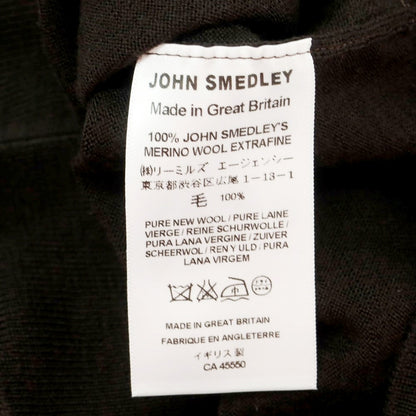 JOHN SMEDLEY
Made in Great Britain
100% JOHN SMEDLEY'S
MERINO WOOL EXTRAFINE
㈱リーミルズ エージェンシー
東京都渋谷区広尾 1-13-1
毛 100%
PURE NEW WOOL / PURE LAINE
VIERGE / REINE SCHURWOLLE /
PURA LANA VERGINE / ZUIVER
SCHEERWOL / REN Y ULD / PURA
LANA VIRGEM
MADE IN GREAT BRITAIN
FABRIQUE EN ANGLETERRE
イギリス製
CA 45550